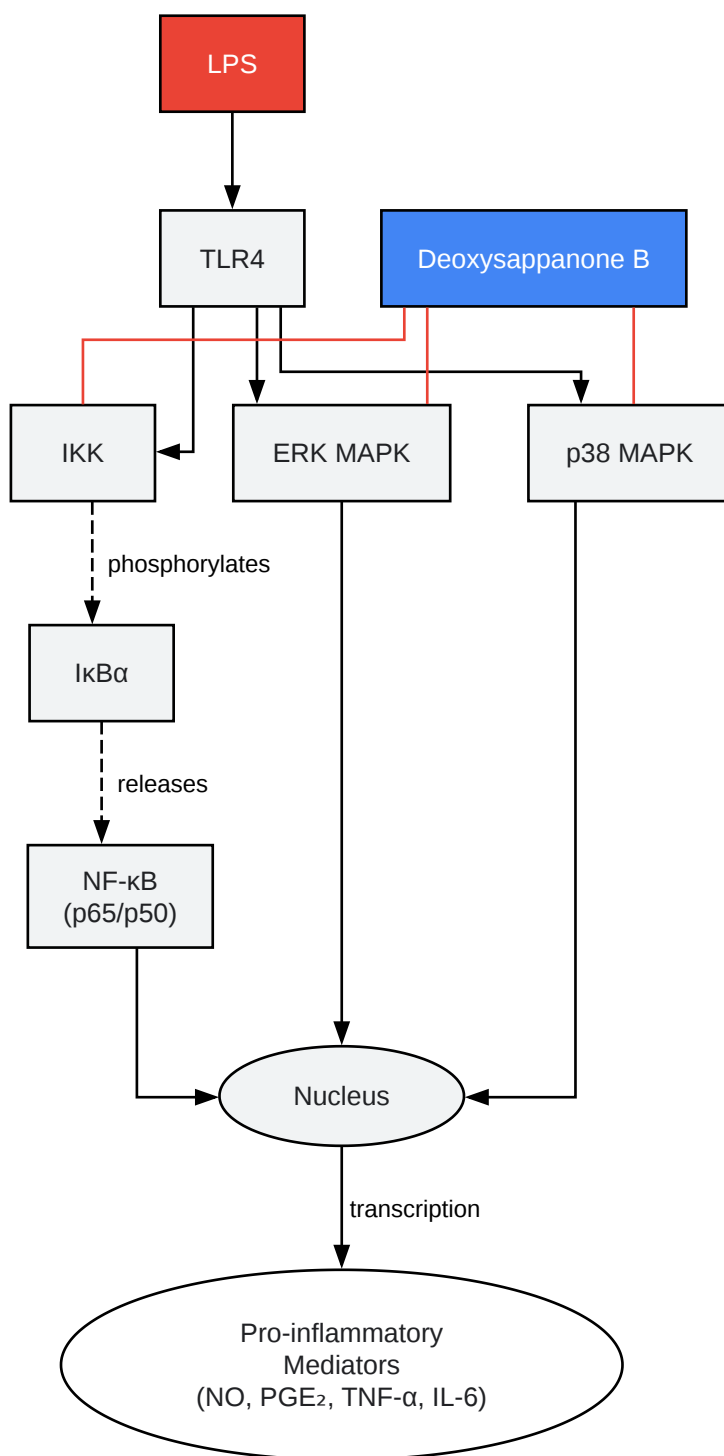 LPS
TLR4
Deoxysappanone B
IKK
ERK MAPK
p38 MAPK
phosphorylates
IκBα
releases
NF-κB
(p65/p50)
Nucleus
transcription
Pro-inflammatory
Mediators
(NO, PGE₂, TNF-α, IL-6)